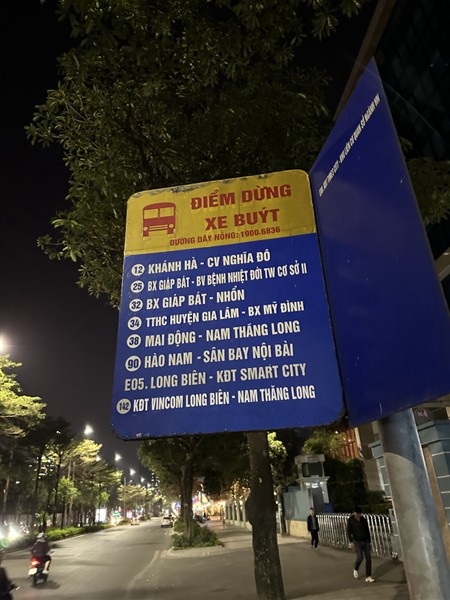 ĐIỂM DỪNG
XE BUÝT
ĐƯỜNG DÂY NÓNG: 1900.6836
12 KHÁNH HÀ - CV NGHĨA ĐÔ
25 BX GIÁP BÁT - BV BỆNH NHIỆT ĐỚI TW CƠ SỞ II
32 BX GIÁP BÁT - NHỔN
34 TTHC HUYỆN GIA LÂM - BX MỸ ĐÌNH
38 MAI ĐỘNG - NAM THĂNG LONG
90 HÀO NAM - SÂN BAY NỘI BÀI
E05. LONG BIÊN - KĐT SMART CITY
142 KĐT VINCOM LONG BIÊN - NAM THĂNG LONG